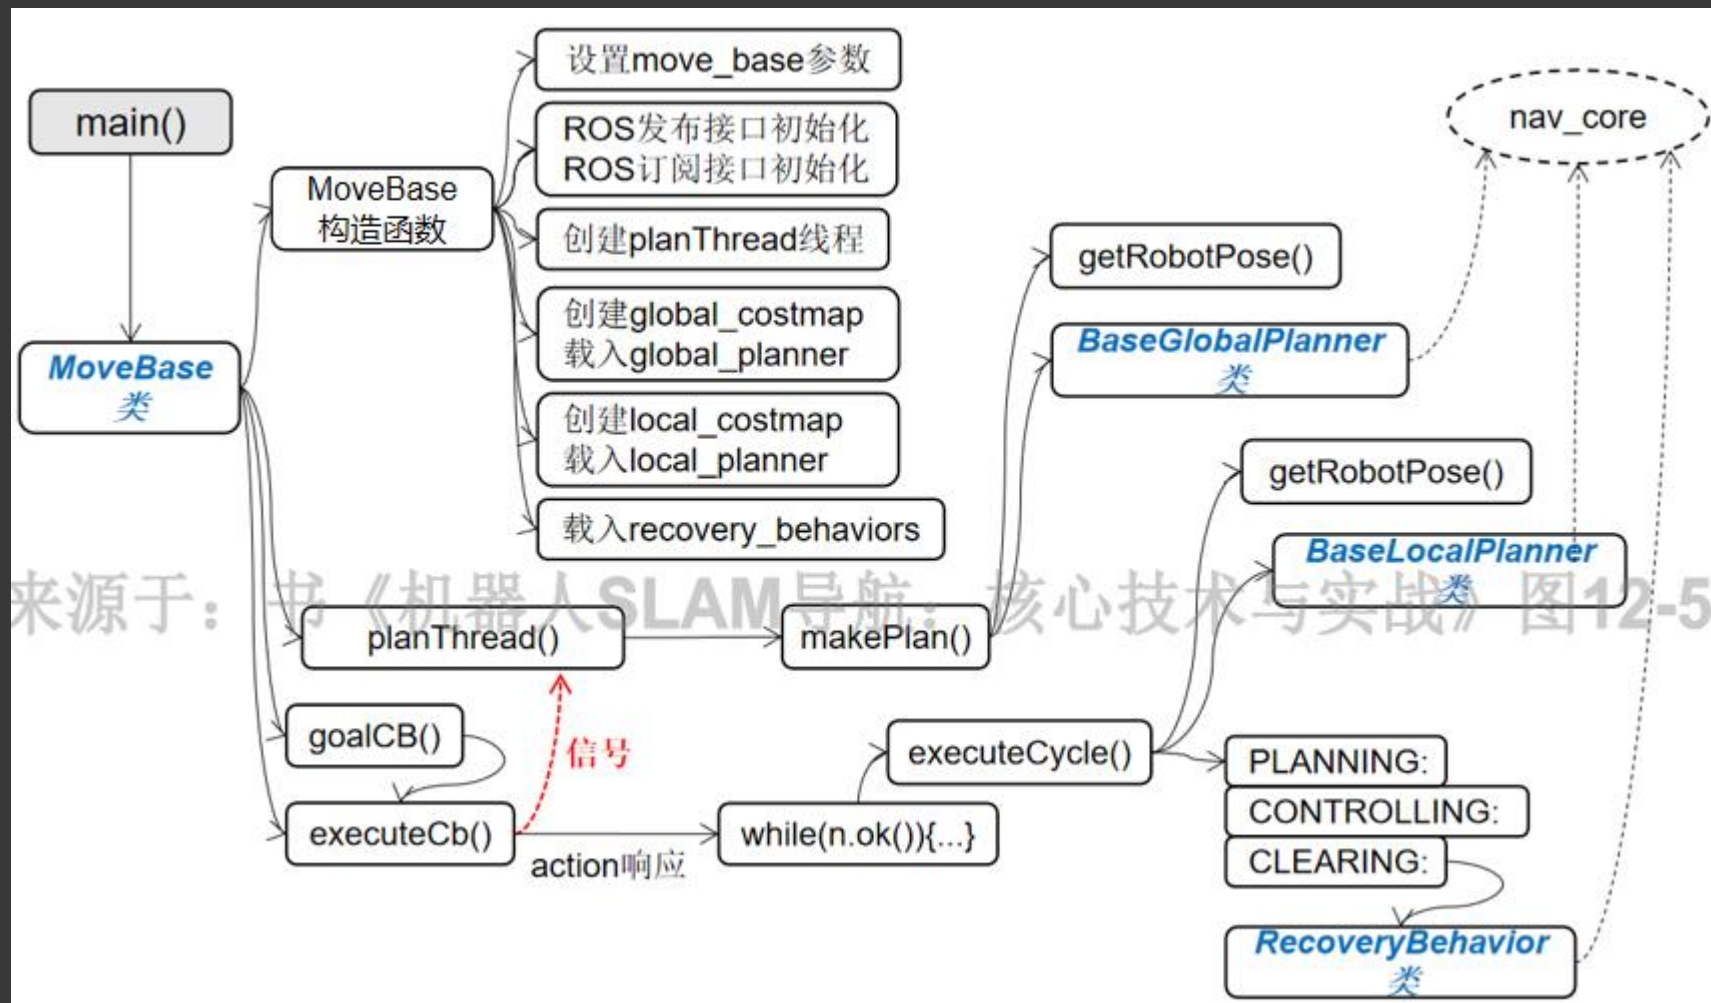 main()
MoveBase
类
MoveBase
构造函数
设置move_base参数
ROS发布接口初始化
ROS订阅接口初始化
创建planThread线程
创建global_costmap
载入global_planner
创建local_costmap
载入local_planner
载入recovery_behaviors
nav_core
getRobotPose()
BaseGlobalPlanner
类
getRobotPose()
BaseLocalPlanner
类
来源于：书《机器人SLAM导航：核心技术与实战》图12-5
planThread()
makePlan()
goalCB()
信号
executeCb()
action响应
while(n.ok()){...}
executeCycle()
PLANNING:
CONTROLLING:
CLEARING:
RecoveryBehavior
类